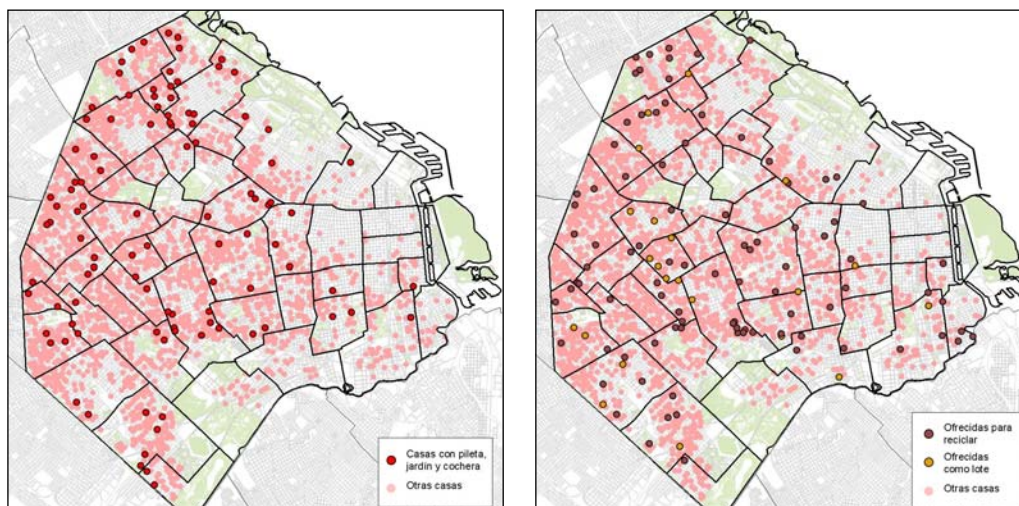 Casas con pileta,
jardín y cochera
Otras casas
Ofrecidas para
reciclar
Ofrecidas
como lote
Otras casas